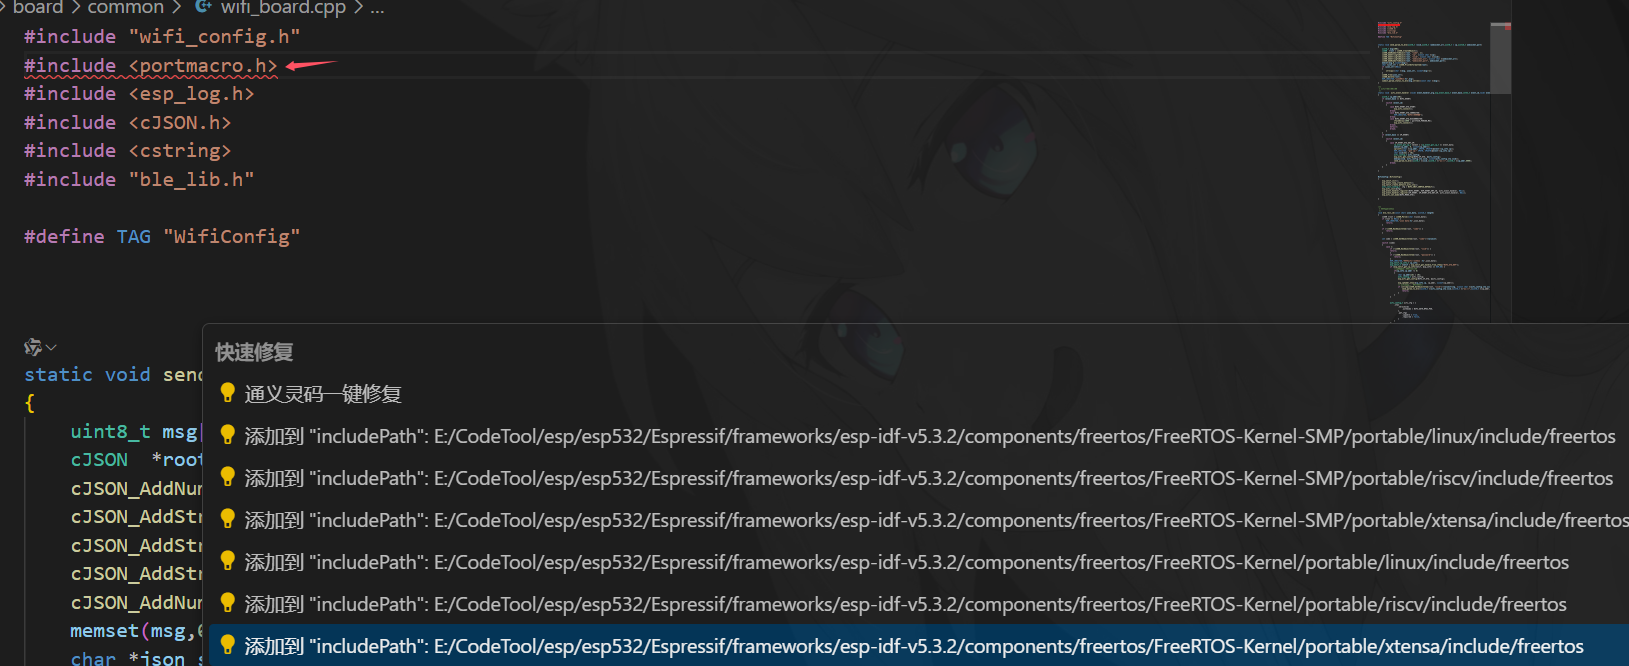 board > common > wifi_board.cpp > ...
#include "wifi_config.h"
#include <portmacro.h>
#include <esp_log.h>
#include <cJSON.h>
#include <cstring>
#include "ble_lib.h"
#define TAG "WifiConfig"
static void send
{
uint8_t msg[
cJSON *root
cJSON_AddNum
cJSON_AddStr
cJSON_AddStr
cJSON_AddStr
cJSON_AddNum
memset(msg,0
char *json_s
快速修复
通义灵码一键修复
添加到 "includePath": E:/CodeTool/esp/esp532/Espressif/frameworks/esp-idf-v5.3.2/components/freertos/FreeRTOS-Kernel-SMP/portable/linux/include/freertos
添加到 "includePath": E:/CodeTool/esp/esp532/Espressif/frameworks/esp-idf-v5.3.2/components/freertos/FreeRTOS-Kernel-SMP/portable/riscv/include/freertos
添加到 "includePath": E:/CodeTool/esp/esp532/Espressif/frameworks/esp-idf-v5.3.2/components/freertos/FreeRTOS-Kernel-SMP/portable/xtensa/include/freertos
添加到 "includePath": E:/CodeTool/esp/esp532/Espressif/frameworks/esp-idf-v5.3.2/components/freertos/FreeRTOS-Kernel/portable/linux/include/freertos
添加到 "includePath": E:/CodeTool/esp/esp532/Espressif/frameworks/esp-idf-v5.3.2/components/freertos/FreeRTOS-Kernel/portable/riscv/include/freertos
添加到 "includePath": E:/CodeTool/esp/esp532/Espressif/frameworks/esp-idf-v5.3.2/components/freertos/FreeRTOS-Kernel/portable/xtensa/include/freertos